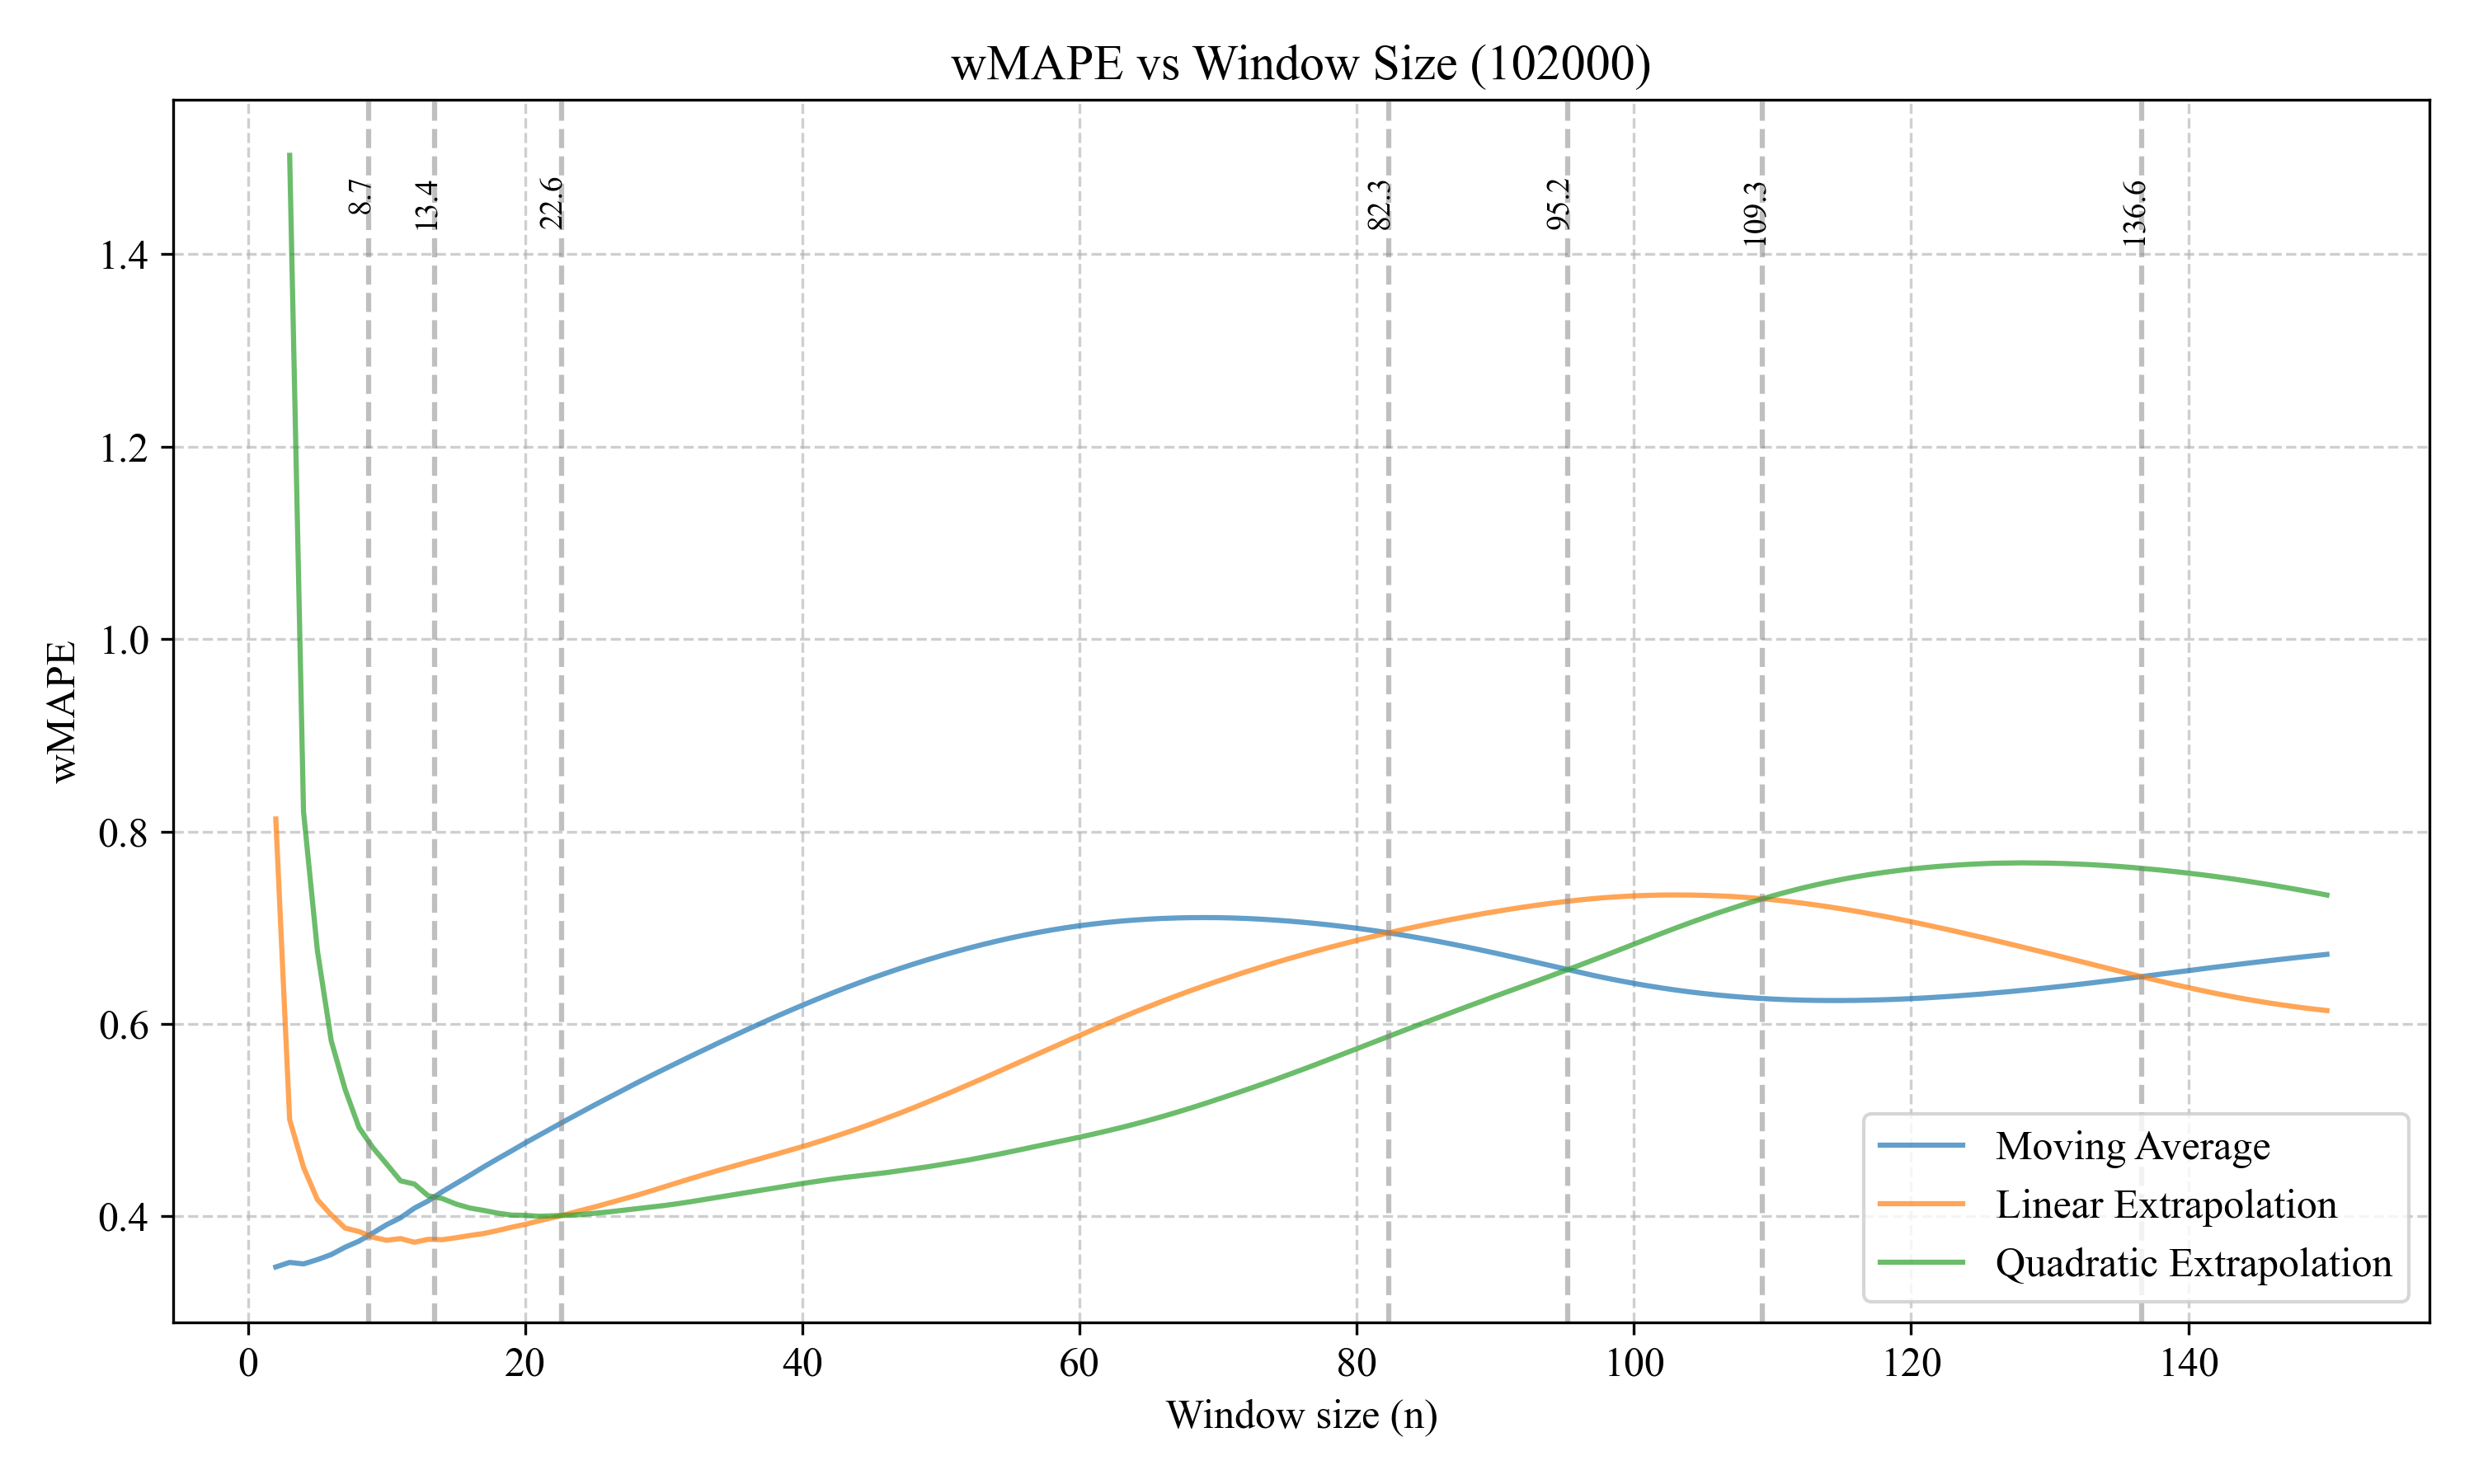 wMAPE vs Window Size (102000)
8.7
13.4
22.6
82.3
95.2
109.3
136.6
1.4
1.2
1.0
0.8
0.6
0.4
wMAPE
Moving Average
Linear Extrapolation
Quadratic Extrapolation
0 20 40 60 80 100 120 140
Window size (n)